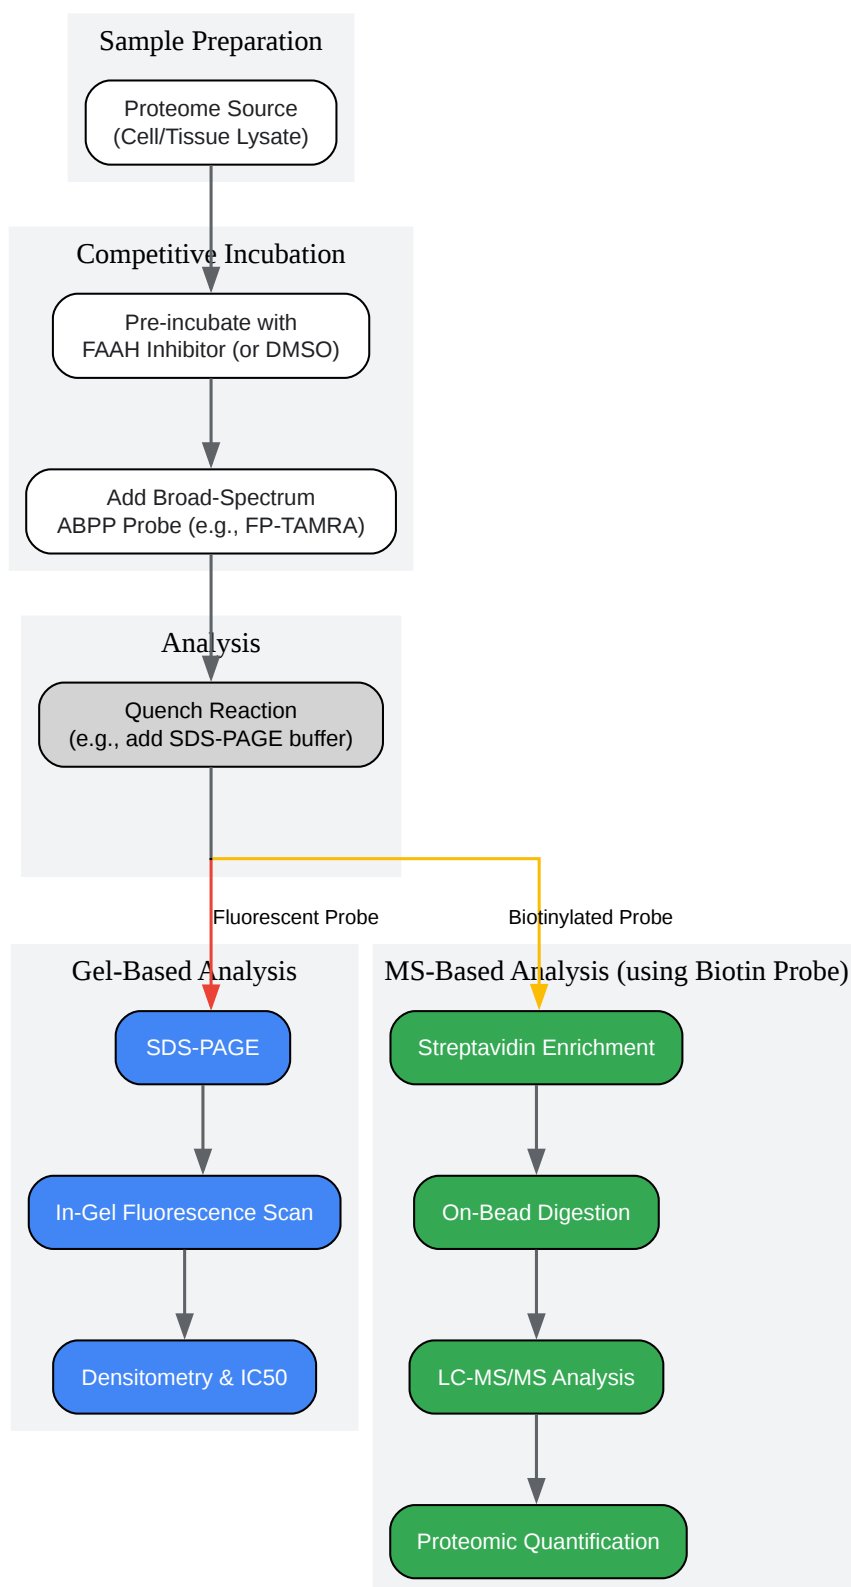 Sample Preparation
Proteome Source
(Cell/Tissue Lysate)
Competitive Incubation
Pre-incubate with
FAAH Inhibitor (or DMSO)
Add Broad-Spectrum
ABPP Probe (e.g., FP-TAMRA)
Analysis
Quench Reaction
(e.g., add SDS-PAGE buffer)
Fluorescent Probe
Biotinylated Probe
Gel-Based Analysis
SDS-PAGE
In-Gel Fluorescence Scan
Densitometry & IC50
MS-Based Analysis (using Biotin Probe)
Streptavidin Enrichment
On-Bead Digestion
LC-MS/MS Analysis
Proteomic Quantification